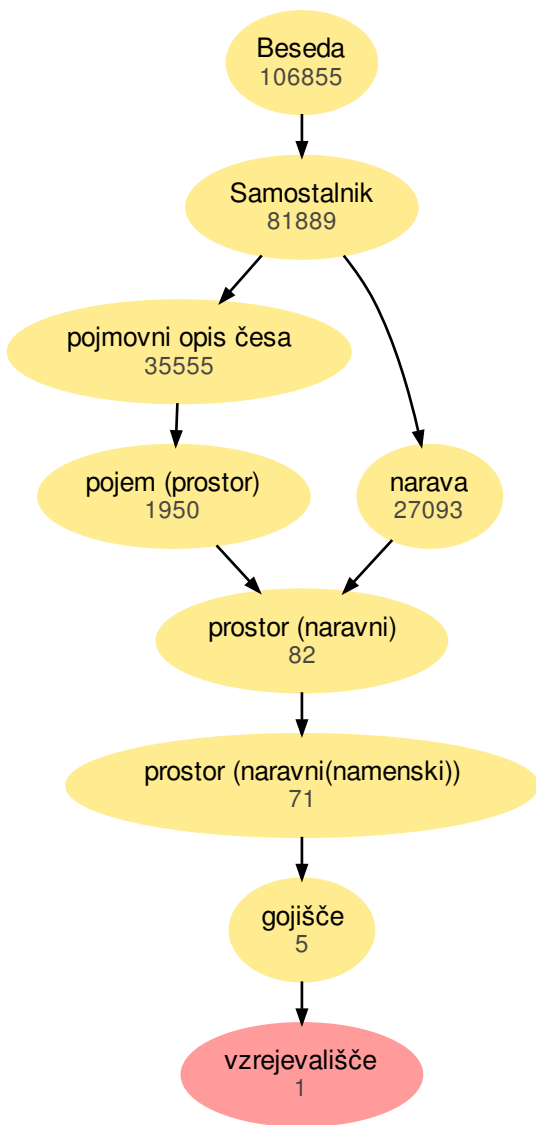 Beseda
106855
Samostalnik
81889
pojmovni opis česa
35555
pojem (prostor)
1950
narava
27093
prostor (naravni)
82
prostor (naravni(namenski))
71
gojišče
5
vzrejevališče
1